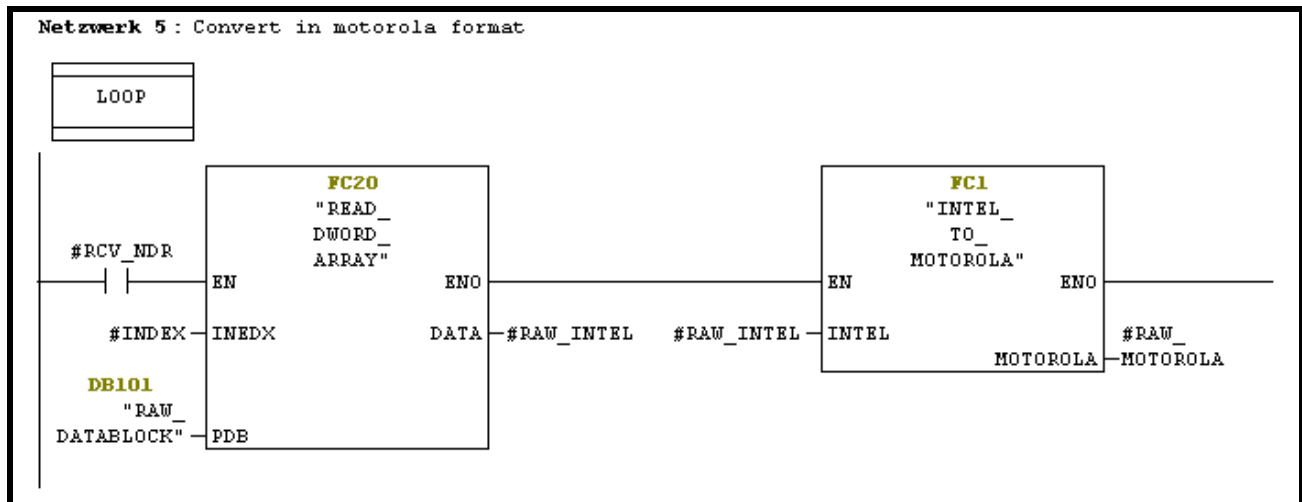 Netzwerk 5 : Convert in motorola format
LOOP
FC20
"READ_
DWORD_
ARRAY"
#RCV_NDR
EN
ENO
#INDEX
INEDX
DATA
#RAW_INTEL
DB101
"RAW_
DATABLOCK"
PDB
FC1
"INTEL_
TO_
MOTOROLA"
EN
ENO
#RAW_INTEL
INTEL
MOTOROLA
#RAW_
MOTOROLA